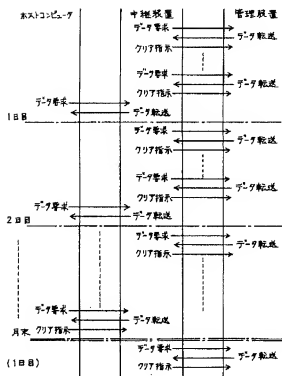 ホストコンピュータ 中継装置 管理装置
データ要求
データ転送
クリア指示
データ要求
データ転送
クリア指示
データ要求
データ転送
1日目
データ要求
データ転送
クリア指示
データ要求
データ転送
クリア指示
データ要求
データ転送
2日目
データ要求
データ転送
クリア指示
データ要求
データ転送
月末 クリア指示
データ要求
(1日目) データ転送
クリア指示